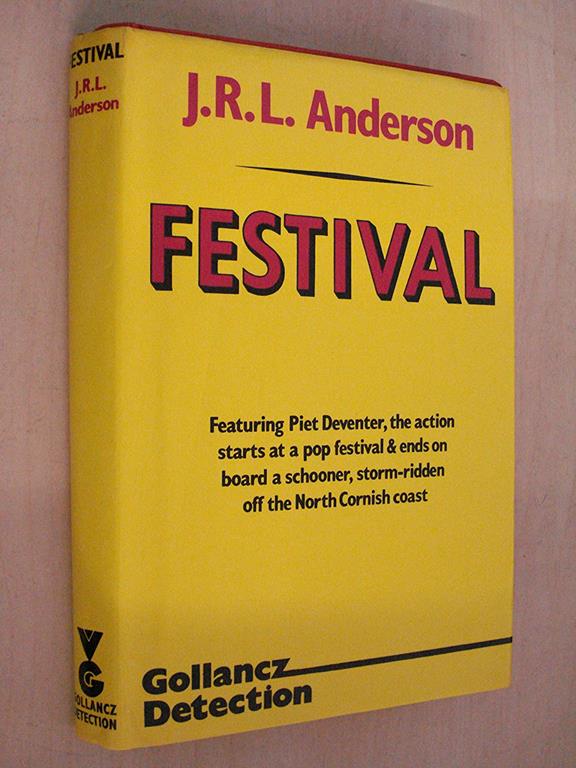 FESTIVAL
J.R.L.
Anderson
J.R.L. Anderson
FESTIVAL
Featuring Piet Deventer, the action
starts at a pop festival & ends on
board a schooner, storm-ridden
off the North Cornish coast
Gollancz
Detection
VG
GOLLANCZ
DETECTION